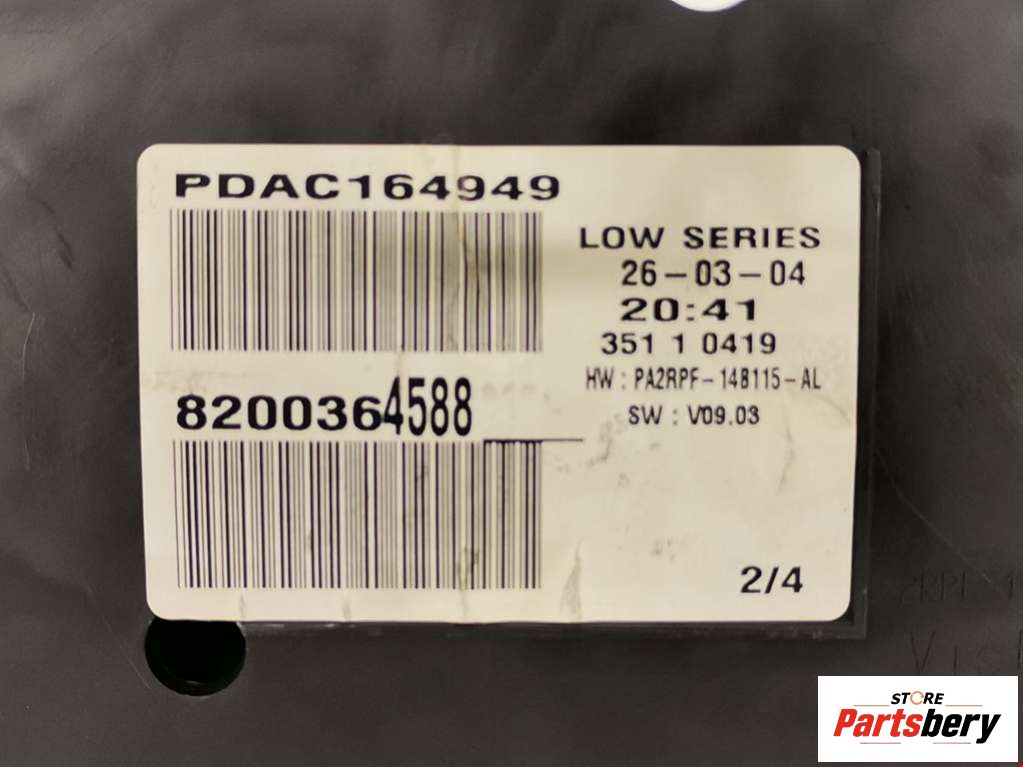 PDAC164949
LOW SERIES
26-03-04
20:41
351 1 0419
HW : PA2RPF-14B115-AL
SW : V09.03
8200364588
2/4
STORE
Partsbery